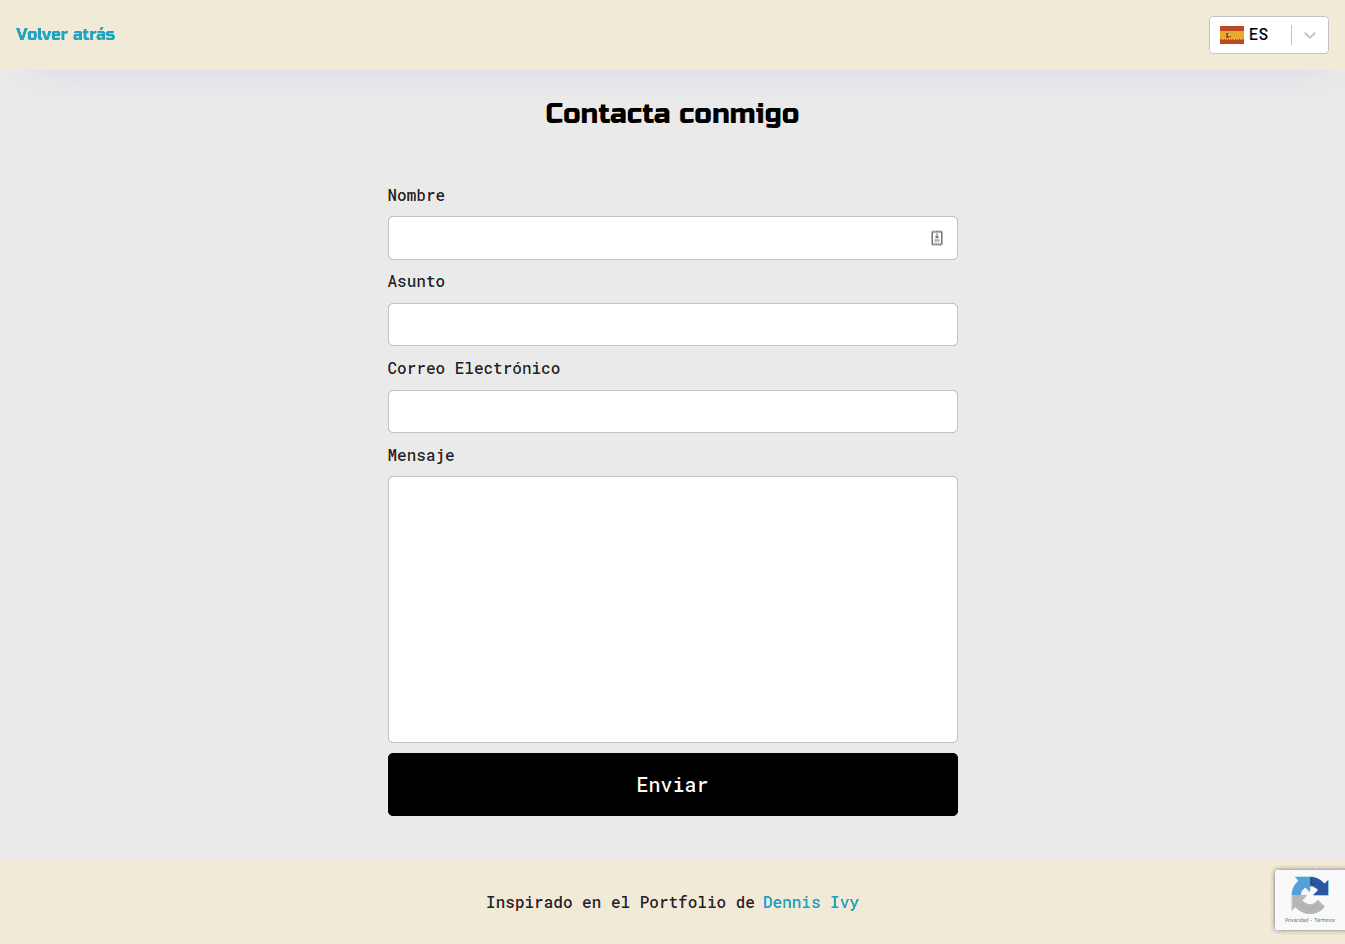 Volver atrás
ES
Contacta conmigo
Nombre
Asunto
Correo Electrónico
Mensaje
Enviar
Inspirado en el Portfolio de Dennis Ivy
Privacidad - Términos